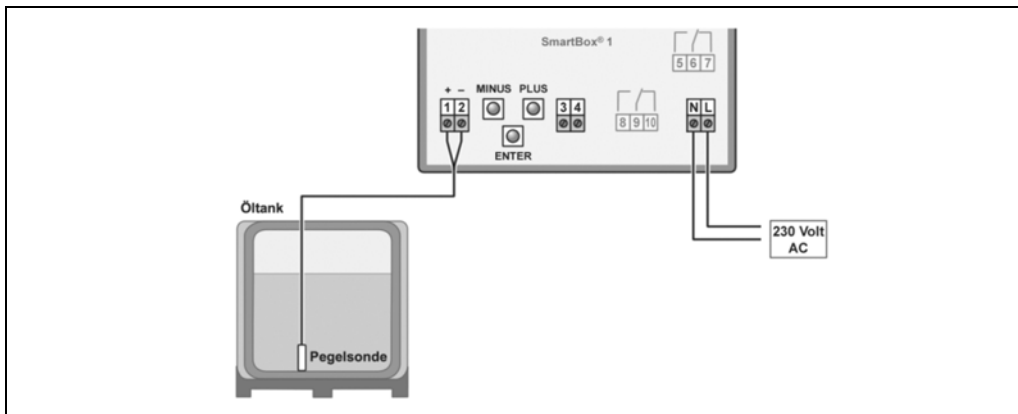 SmartBox® 1
5 6 7
+ – MINUS PLUS
1 2
3 4
8 9 10
N L
ENTER
Öltank
230 Volt
AC
Pegelsonde